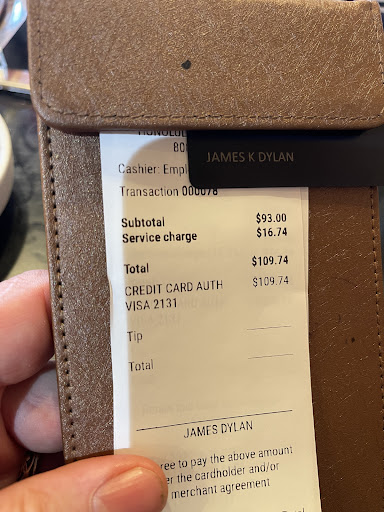 JAMES K DYLAN
HONOLUL
Cashier: Empl
Transaction 000078
Subtotal $93.00
Service charge $16.74
Total $109.74
CREDIT CARD AUTH $109.74
VISA 2131
Tip
Total
JAMES DYLAN
ree to pay the above amount
er the cardholder and/or
merchant agreement